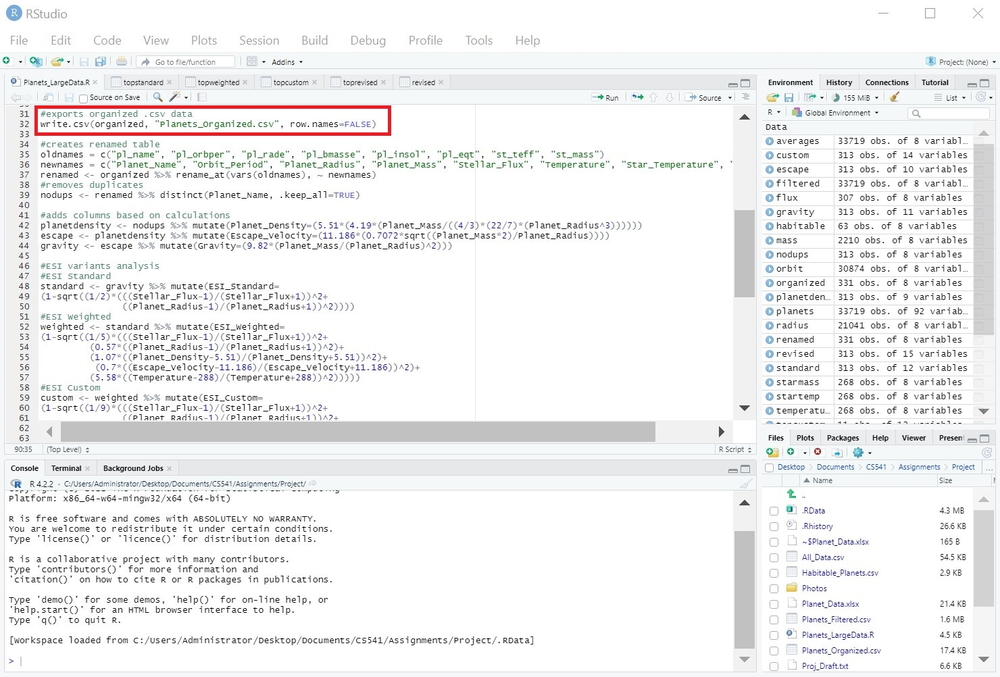 RStudio
File Edit Code View Plots Session Build Debug Profile Tools Help
Go to file/function Addins Project: (None)
Planets_LargeData.R topstandard topweighted topcustom toprevised revised
Source on Save Run Source
31 #exports organized .csv data
32 write.csv(organized, "Planets_Organized.csv", row.names=FALSE)
33
34 #creates renamed table
35 oldnames = c("pl_name", "pl_orbper", "pl_rade", "pl_bmasse", "pl_insol", "pl_eqt", "st_teff", "st_mass")
36 newnames = c("Planet_Name", "Orbit_Period", "Planet_Radius", "Planet_Mass", "Stellar_Flux", "Temperature", "Star_Temperature", "
37 renamed <- organized %>% rename_at(vars(oldnames), ~ newnames)
38 #removes duplicates
39 nodups <- renamed %>% distinct(Planet_Name, .keep_all=TRUE)
40
41 #adds columns based on calculations
42 planetdensity <- nodups %>% mutate(Planet_Density=(5.51*(4.19*(Planet_Mass/((4/3)*(22/7)*(Planet_Radius^3))))))
43 escape <- planetdensity %>% mutate(Escape_Velocity=(11.186*(0.7072*sqrt((Planet_Mass*2)/Planet_Radius))))
44 gravity <- escape %>% mutate(Gravity=(9.82*(Planet_Mass/(Planet_Radius)^2)))
45
46 #ESI variants analysis
47 #ESI Standard
48 standard <- gravity %>% mutate(ESI_Standard=
49 (1-sqrt((1/2)*(((Stellar_Flux-1)/(Stellar_Flux+1))^2+
50 ((Planet_Radius-1)/(Planet_Radius+1))^2))))
51 #ESI Weighted
52 weighted <- standard %>% mutate(ESI_Weighted=
53 (1-sqrt((1/5)*(((Stellar_Flux-1)/(Stellar_Flux+1))^2+
54 (0.57*((Planet_Radius-1)/(Planet_Radius+1))^2)+
55 (1.07*((Planet_Density-5.51)/(Planet_Density+5.51))^2)+
56 (0.7*((Escape_Velocity-11.186)/(Escape_Velocity+11.186))^2)+
57 (5.58*((Temperature-288)/(Temperature+288))^2)))))
58 #ESI Custom
59 custom <- weighted %>% mutate(ESI_Custom=
60 (1-sqrt((1/9)*(((Stellar_Flux-1)/(Stellar_Flux+1))^2+
61 ((Planet_Radius-1)/(Planet_Radius+1))^2+
62
63
90:35 (Top Level) R Script
Console Terminal Background Jobs
R 4.2.2 · C:/Users/Administrator/Desktop/Documents/CS541/Assignments/Project/
Platform: x86_64-w64-mingw32/x64 (64-bit)
R is free software and comes with ABSOLUTELY NO WARRANTY.
You are welcome to redistribute it under certain conditions.
Type 'license()' or 'licence()' for distribution details.
R is a collaborative project with many contributors.
Type 'contributors()' for more information and
'citation()' on how to cite R or R packages in publications.
Type 'demo()' for some demos, 'help()' for on-line help, or
'help.start()' for an HTML browser interface to help.
Type 'q()' to quit R.
[Workspace loaded from C:/Users/Administrator/Desktop/Documents/CS541/Assignments/Project/.RData]
>
Environment History Connections Tutorial
155 MiB List
R Global Environment
Data
averages 33719 obs. of 8 variabl…
custom 313 obs. of 14 variables
escape 313 obs. of 10 variables
filtered 33719 obs. of 8 variabl…
flux 307 obs. of 8 variables
gravity 313 obs. of 11 variables
habitable 63 obs. of 8 variables
mass 2210 obs. of 8 variables
nodups 313 obs. of 8 variables
orbit 30874 obs. of 8 variabl…
organized 331 obs. of 8 variables
planetden… 313 obs. of 9 variables
planets 33719 obs. of 92 variab…
radius 21041 obs. of 8 variabl…
renamed 331 obs. of 8 variables
revised 313 obs. of 15 variables
standard 313 obs. of 12 variables
starmass 268 obs. of 8 variables
startemp 268 obs. of 8 variables
temperatu… 268 obs. of 8 variables
Files Plots Packages Help Viewer Presen
Desktop Documents CS541 Assignments Project ...
Name Size
..
.RData 4.3 MB
.Rhistory 26.6 KB
~$Planet_Data.xlsx 165 B
All_Data.csv 54.5 KB
Habitable_Planets.csv 2.9 KB
Photos
Planet_Data.xlsx 21.4 KB
Planets_Filtered.csv 1.6 MB
Planets_LargeData.R 4.5 KB
Planets_Organized.csv 17.4 KB
Proj_Draft.txt 6.6 KB